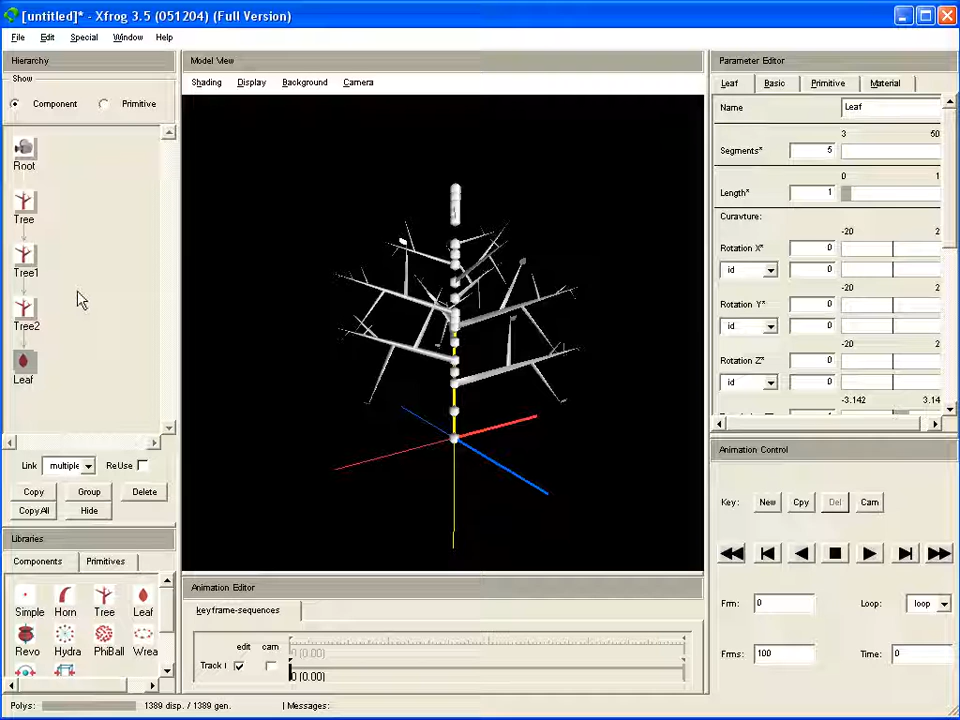 [untitled]* - Xfrog 3.5 (051204) (Full Version)
File Edit Special Window Help
Hierarchy
Show
Component Primitive
Root
Tree
Tree1
Tree2
Leaf
Link multiple ReUse
Copy Group Delete
CopyAll Hide
Libraries
Components Primitives
Simple Horn Tree Leaf
Revo Hydra PhiBall Wrea
Model View
Shading Display Background Camera
Animation Editor
Keyframe-sequences
edit cam
Track 0 (0.00)
0 (0.00)
Parameter Editor
Leaf Basic Primitive Material
Name Leaf
3 50
Segments* 5
0 1
Length* 1
Curavture:
-20 2
Rotation X* 0
id 0
-20 2
Rotation Y* 0
id 0
-20 2
Rotation Z* 0
id 0
-3.142 3.14
Animation Control
Key: New Cpy Del Cam
Frm: 0 Loop: loop
Frms: 100 Time: 0
Polys: 1389 disp. / 1389 gen. Messages: